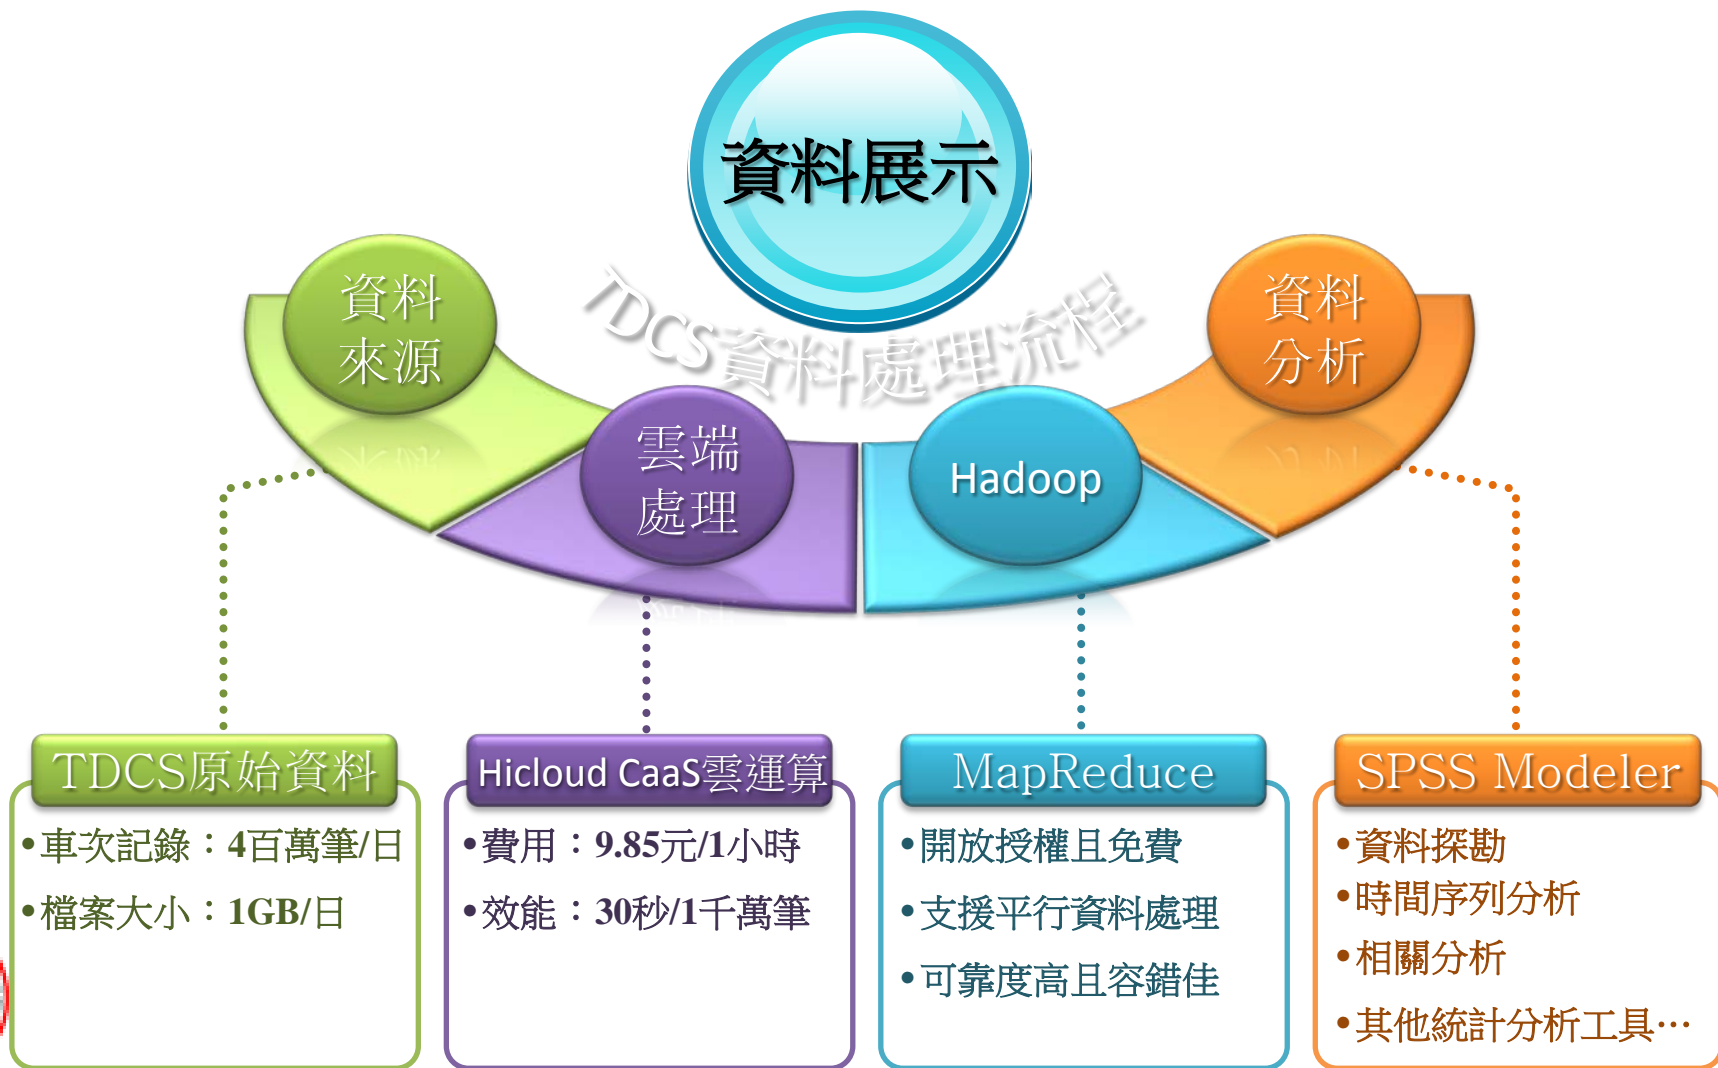 資料展示
TDCS資料處理流程
資料
來源
雲端
處理
Hadoop
資料
分析
TDCS原始資料
•車次記錄：4百萬筆/日
•檔案大小：1GB/日
Hicloud CaaS雲運算
•費用：9.85元/1小時
•效能：30秒/1千萬筆
MapReduce
•開放授權且免費
•支援平行資料處理
•可靠度高且容錯佳
SPSS Modeler
•資料探勘
•時間序列分析
•相關分析
•其他統計分析工具…